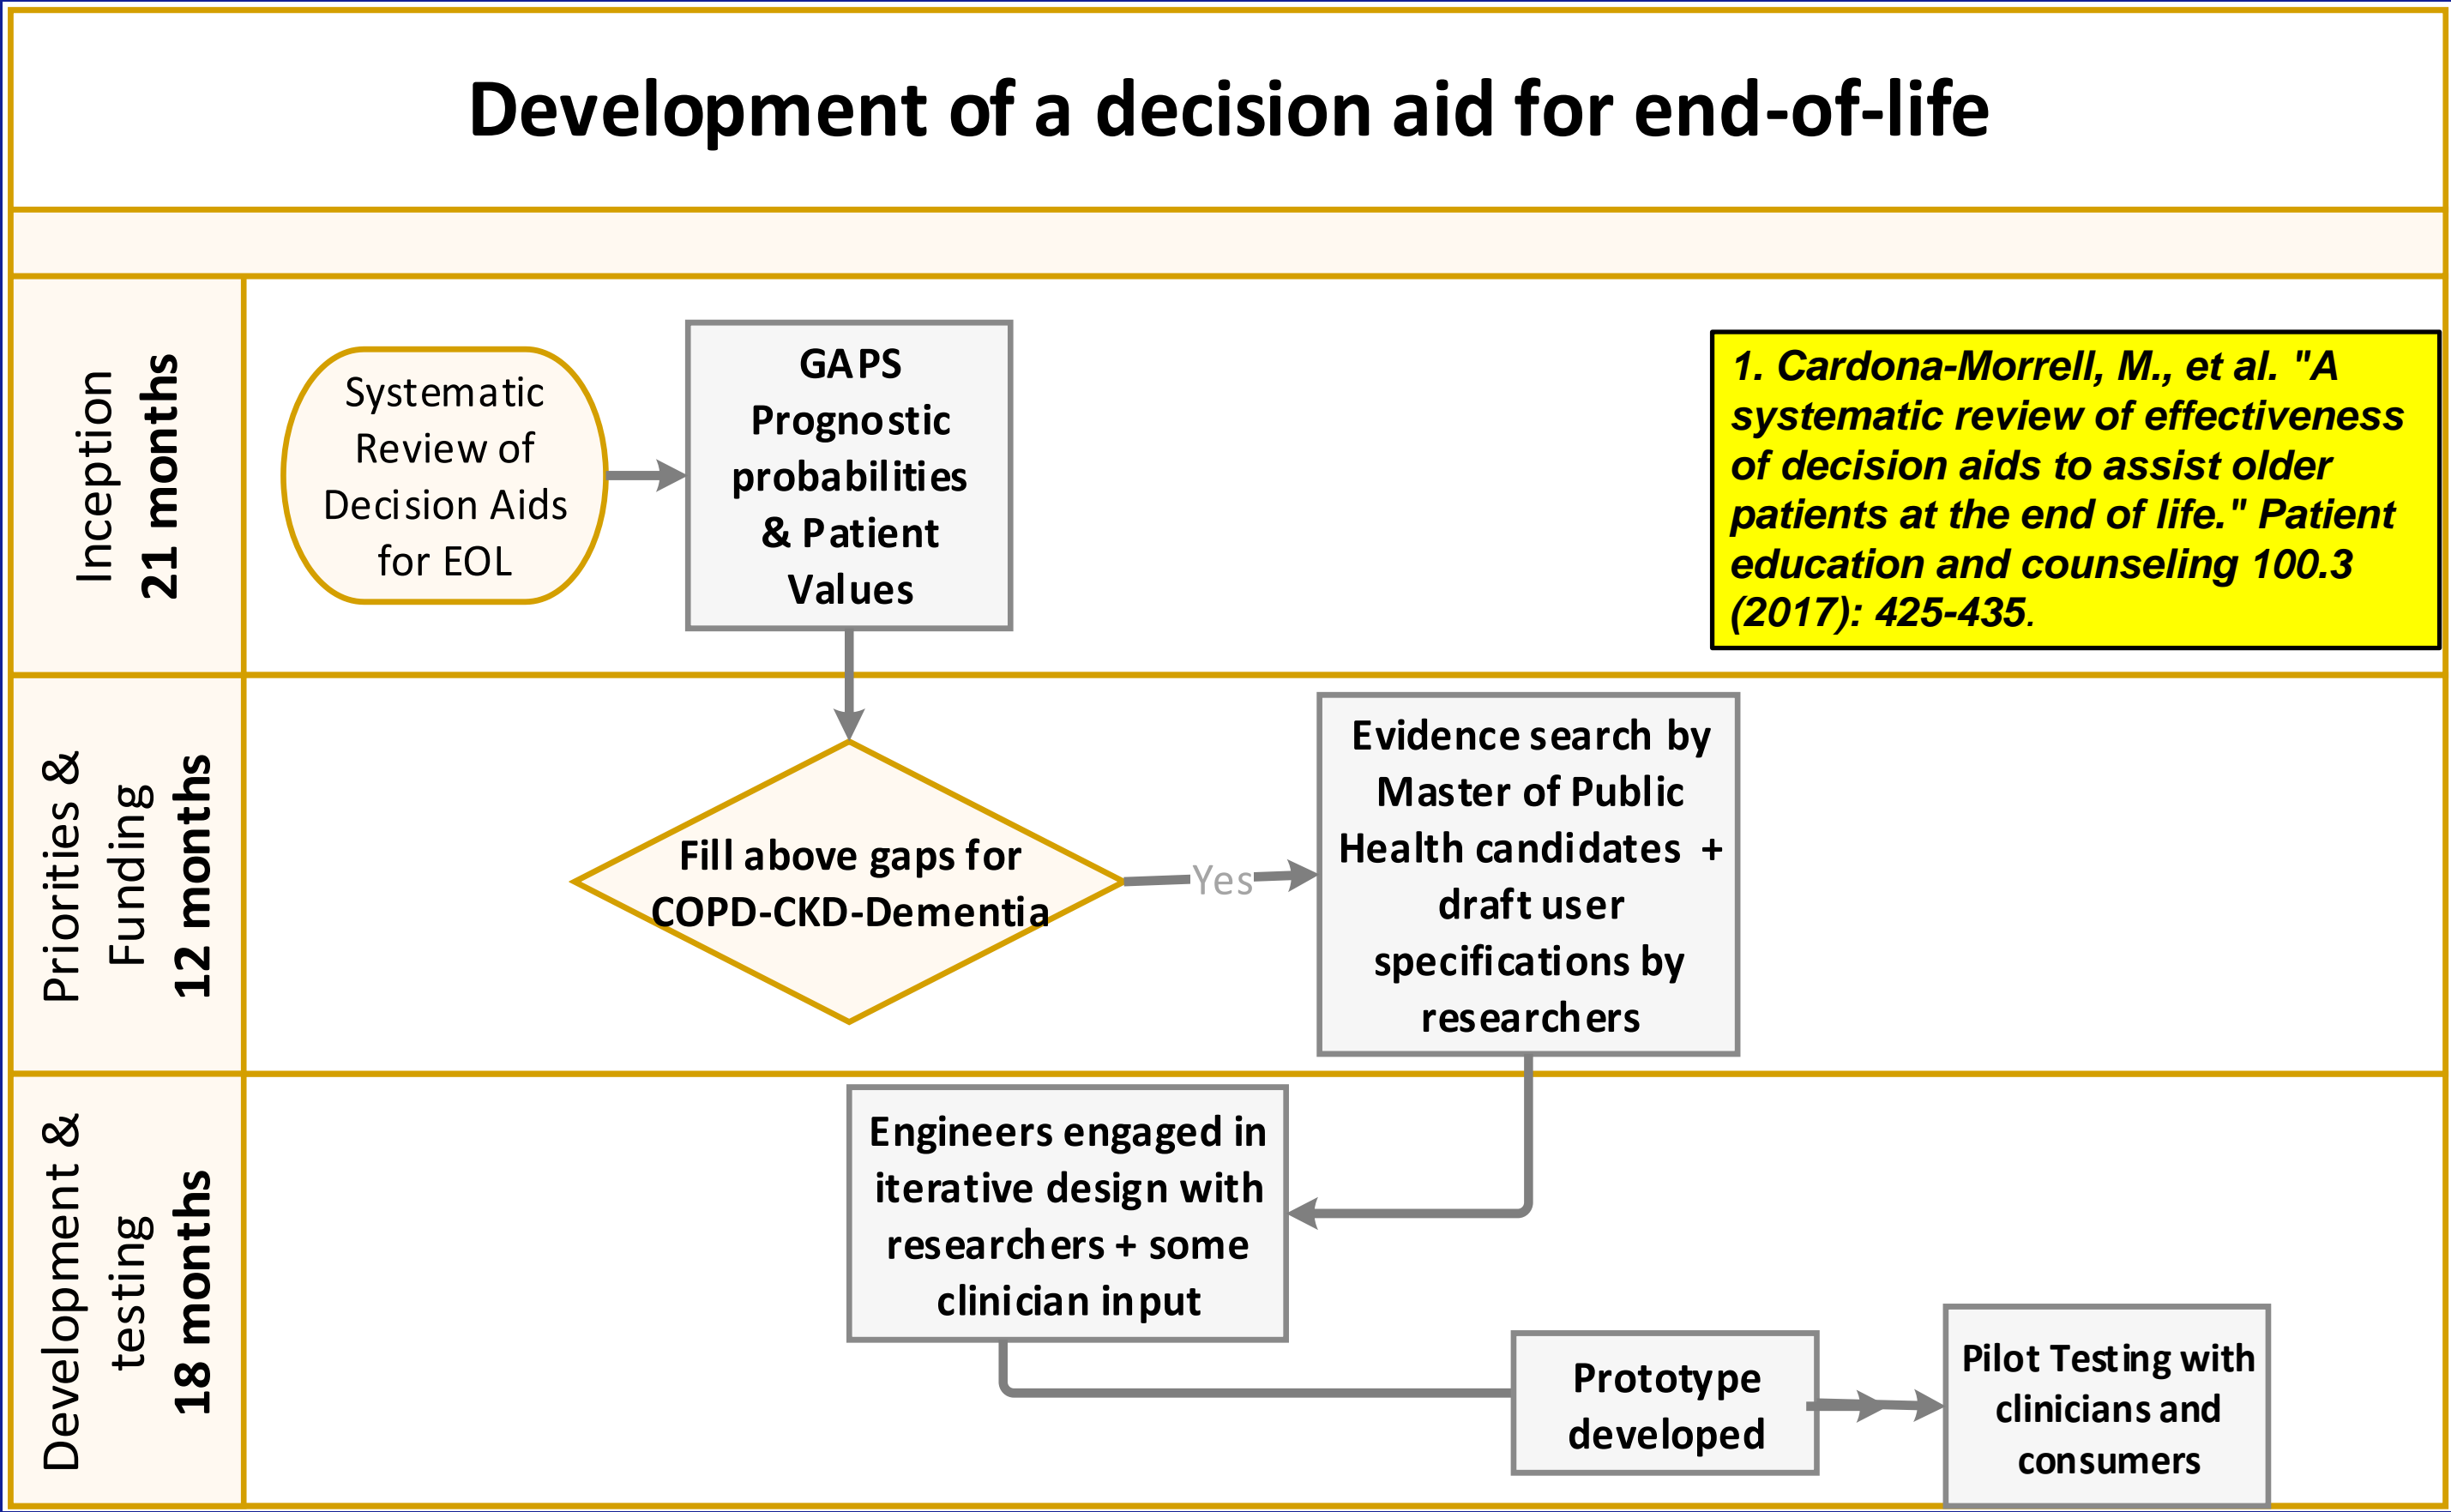 Development of a decision aid for end-of-life
Inception
21 months
Systematic
Review of
Decision Aids
for EOL
GAPS
Prognostic
probabilities
& Patient
Values
1. Cardona-Morrell, M., et al. "A
systematic review of effectiveness
of decision aids to assist older
patients at the end of life." Patient
education and counseling 100.3
(2017): 425-435.
Priorities &
Funding
12 months
Fill above gaps for
COPD-CKD-Dementia
Yes
Evidence search by
Master of Public
Health candidates +
draft user
specifications by
researchers
Development &
testing
18 months
Engineers engaged in
iterative design with
researchers + some
clinician input
Prototype
developed
Pilot Testing with
clinicians and
consumers